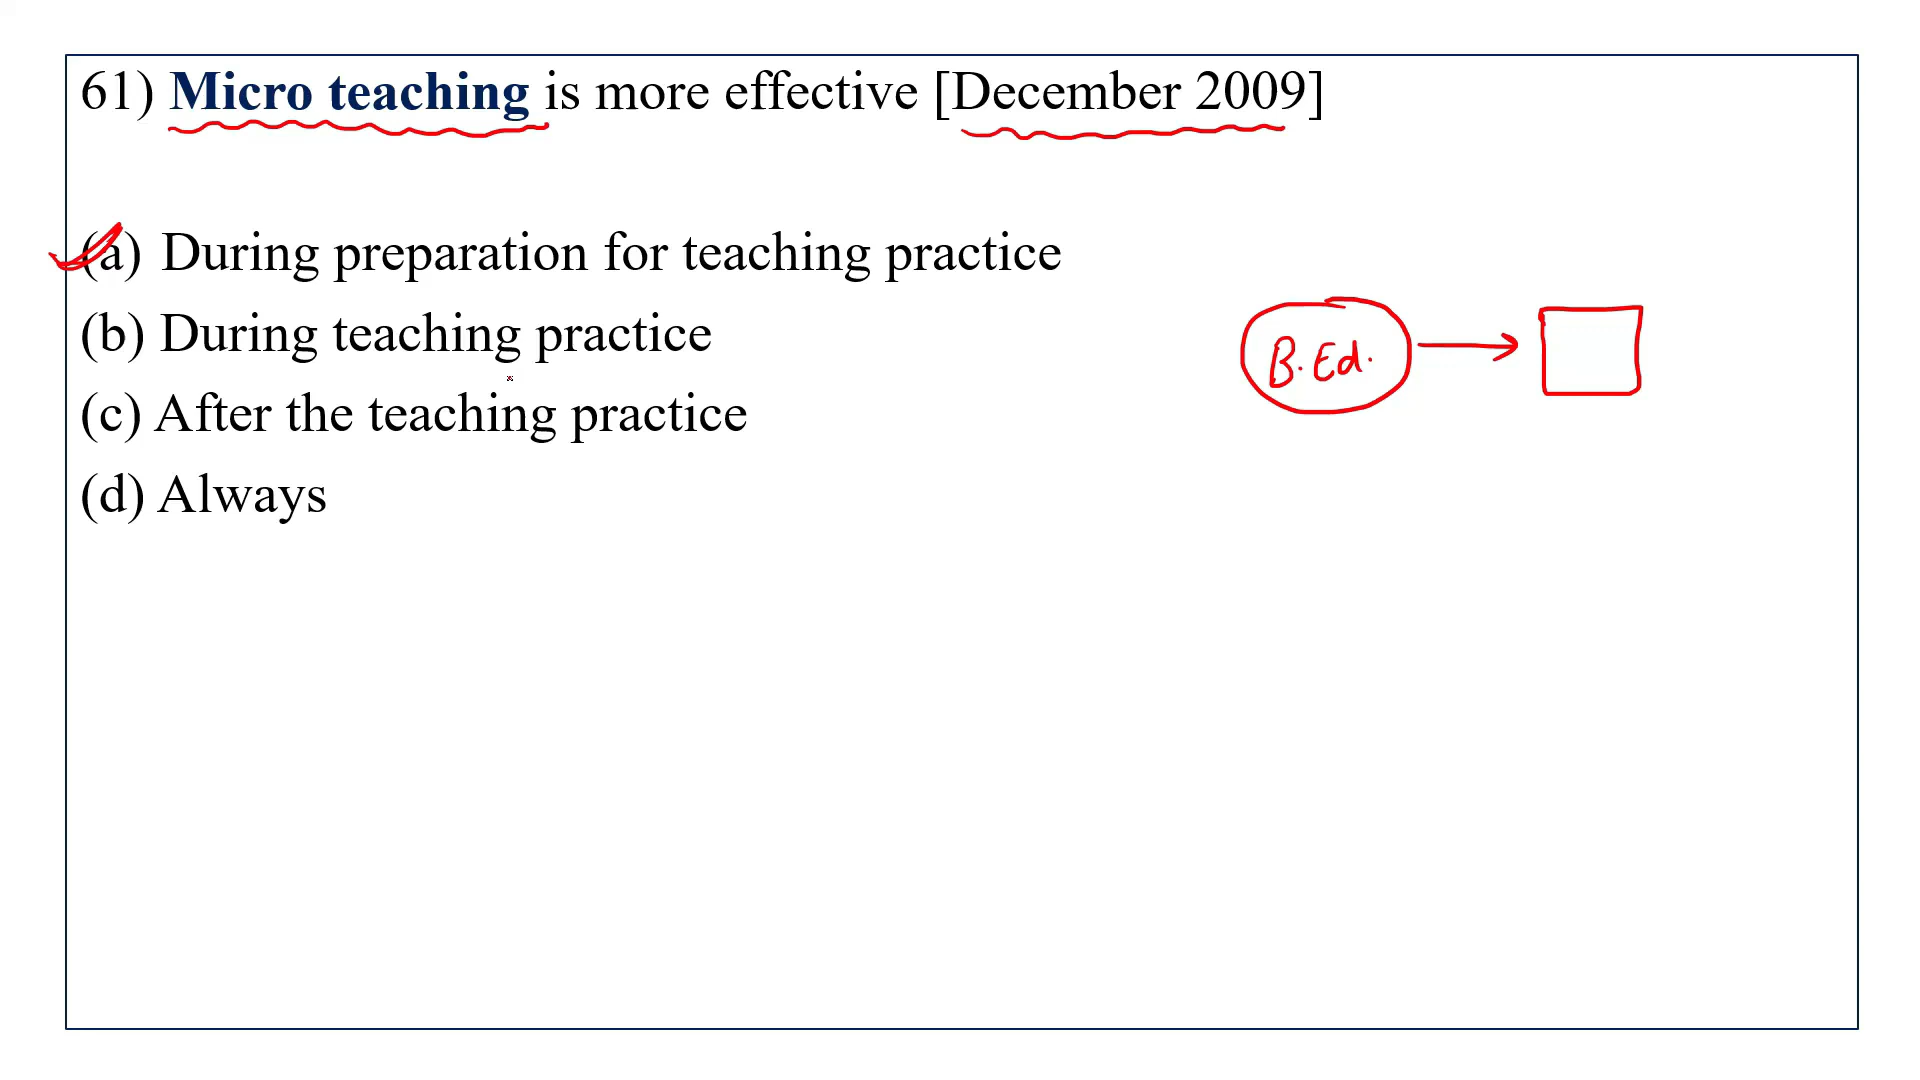 61) Micro teaching is more effective [December 2009]
(a) During preparation for teaching practice
(b) During teaching practice
(c) After the teaching practice
(d) Always
B.Ed.